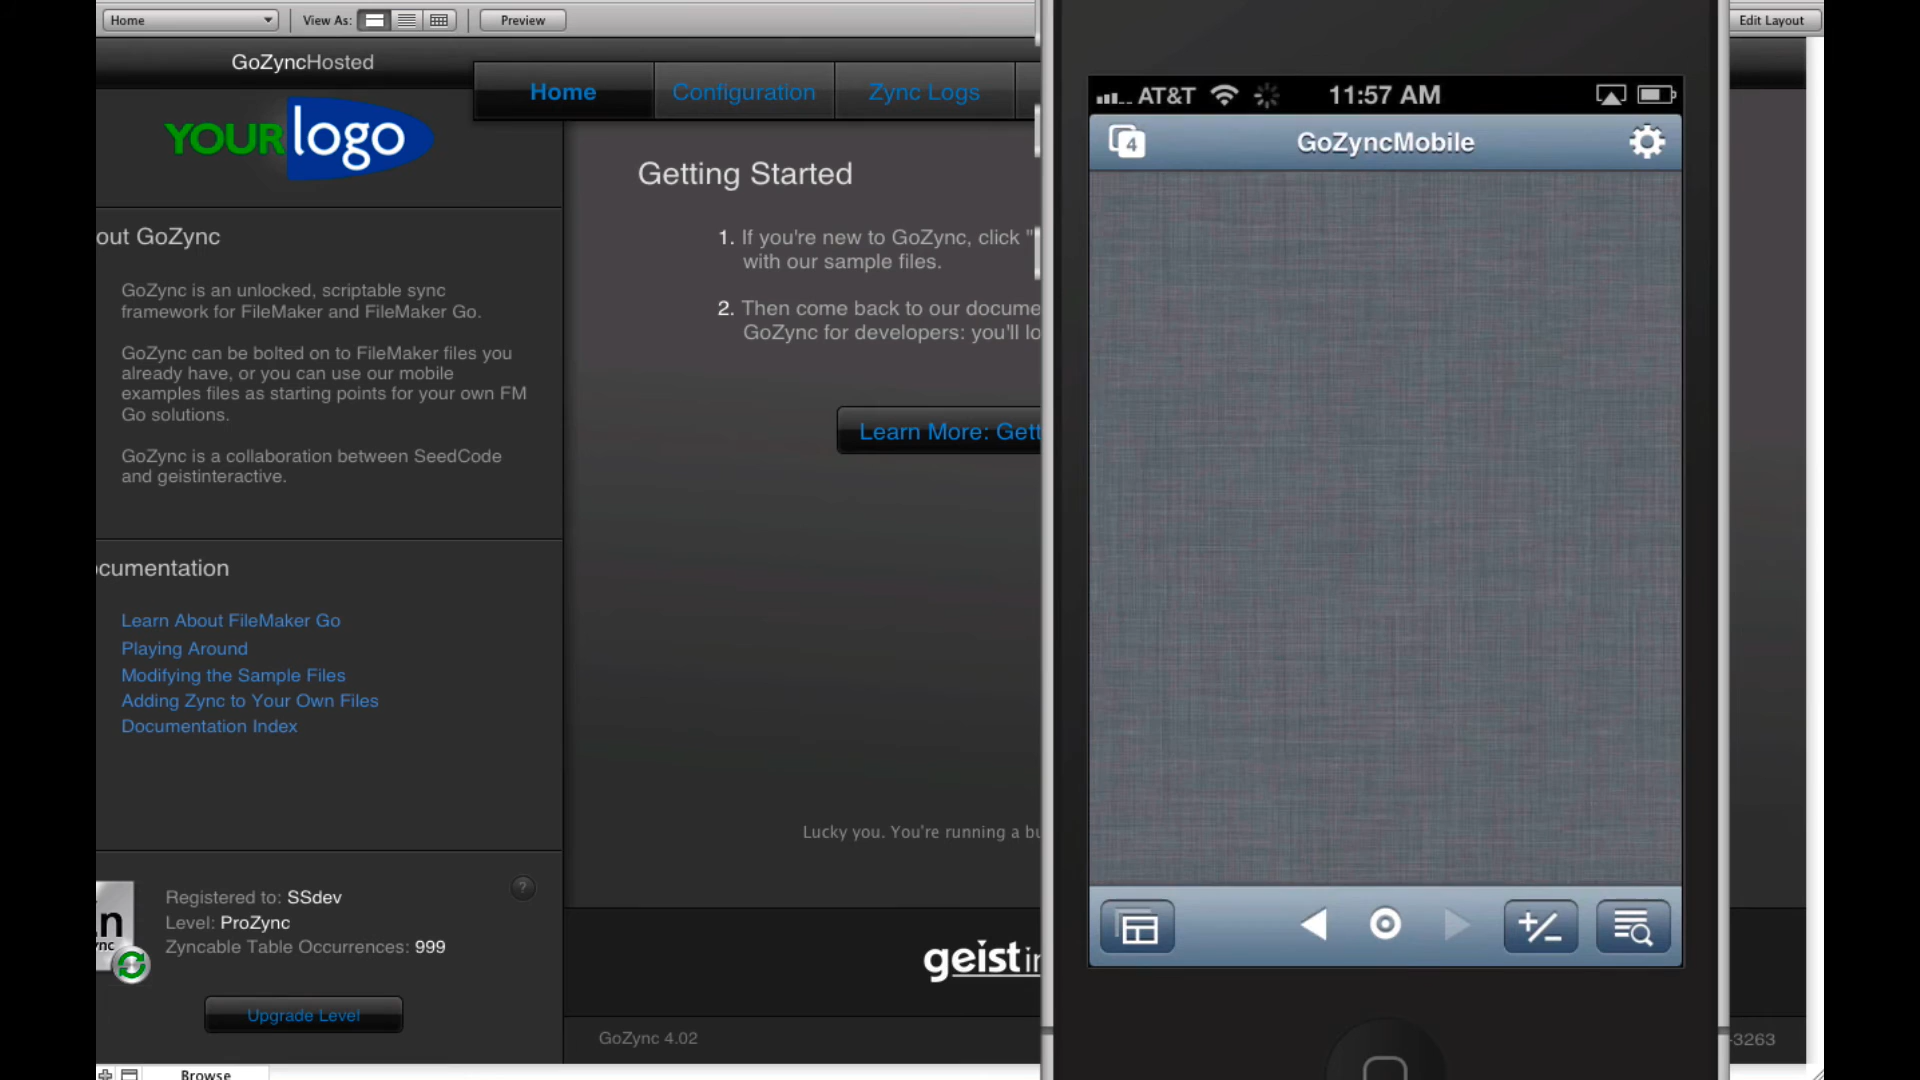 Home
View As:
Preview
Edit Layout
GoZyncHosted
YOURlogo
Home
Configuration
Zync Logs
out GoZync
GoZync is an unlocked, scriptable sync
framework for FileMaker and FileMaker Go.
GoZync can be bolted on to FileMaker files you
already have, or you can use our mobile
examples files as starting points for your own FM
Go solutions.
GoZync is a collaboration between SeedCode
and geistinteractive.
cumentation
Learn About FileMaker Go
Playing Around
Modifying the Sample Files
Adding Zync to Your Own Files
Documentation Index
Registered to: SSdev
Level: ProZync
Zyncable Table Occurrences: 999
?
Upgrade Level
Getting Started
1. If you're new to GoZync, click "
with our sample files.
2. Then come back to our docume
GoZync for developers: you'll lo
Learn More: Gett
Lucky you. You're running a bu
geist
GoZync 4.02
-3263
Browse
AT&T
11:57 AM
4
GoZyncMobile